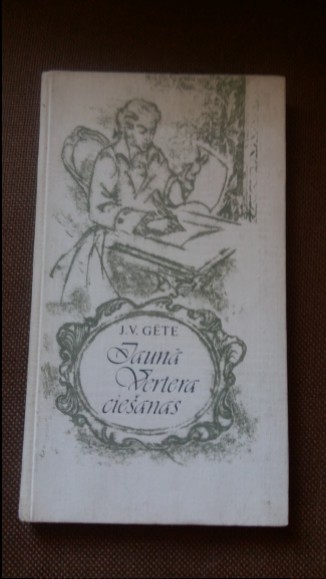 J.V. GĒTE
Jaunā
Vertera
ciešanas